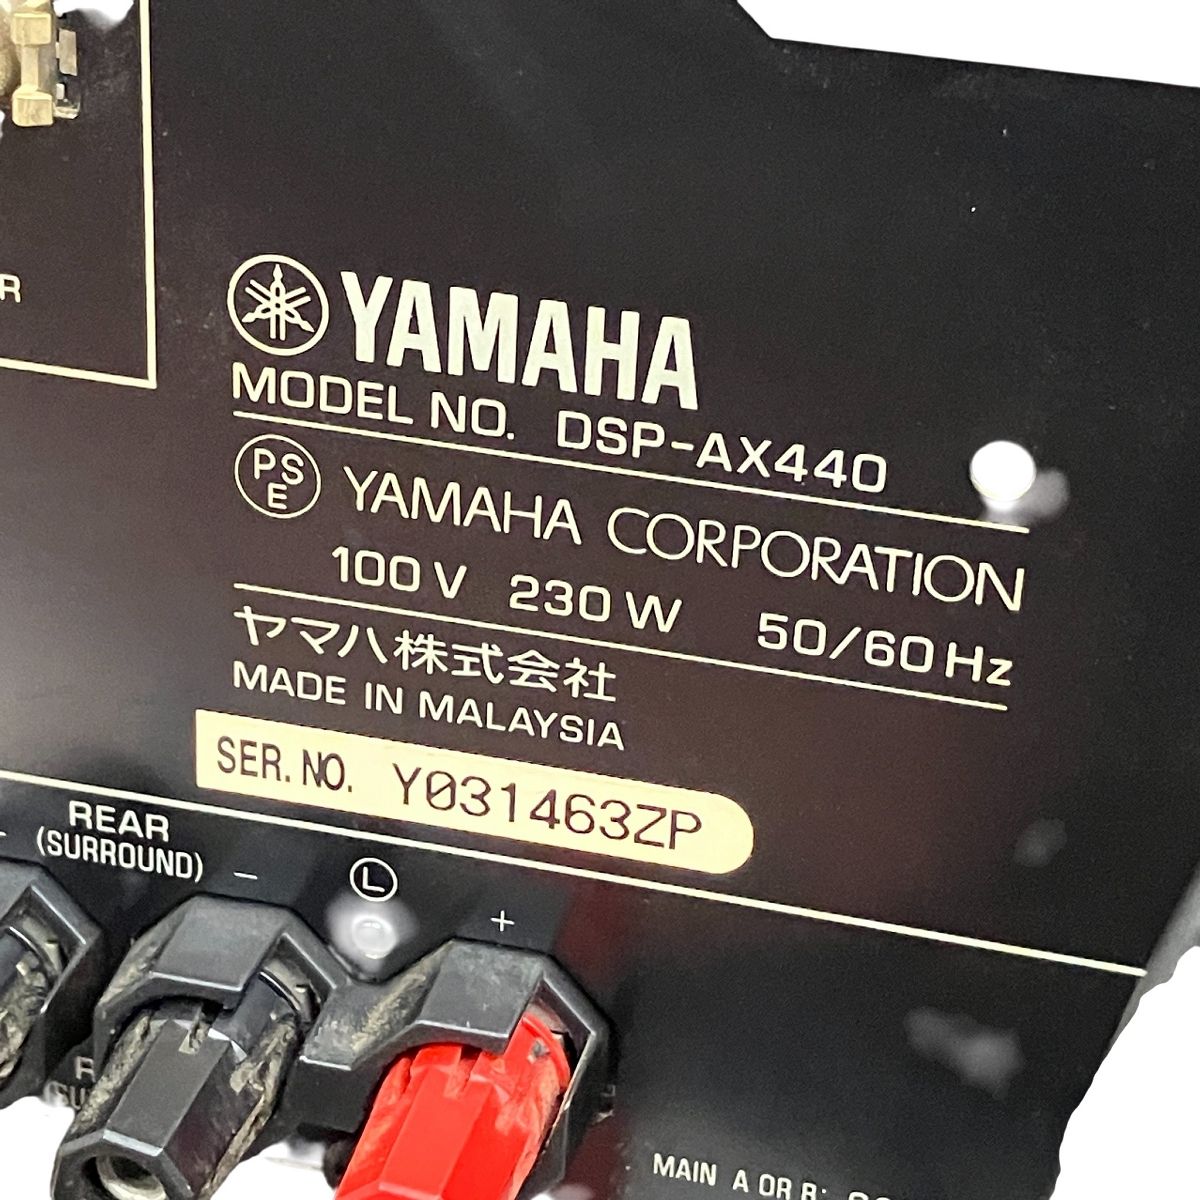 R
YAMAHA
MODEL NO. DSP-AX440
PSE YAMAHA CORPORATION
100 V 230 W 50/60 Hz
ヤマハ株式会社
MADE IN MALAYSIA
SER. NO. Y031463ZP
REAR
(SURROUND)
− L +
MAIN A OR B: